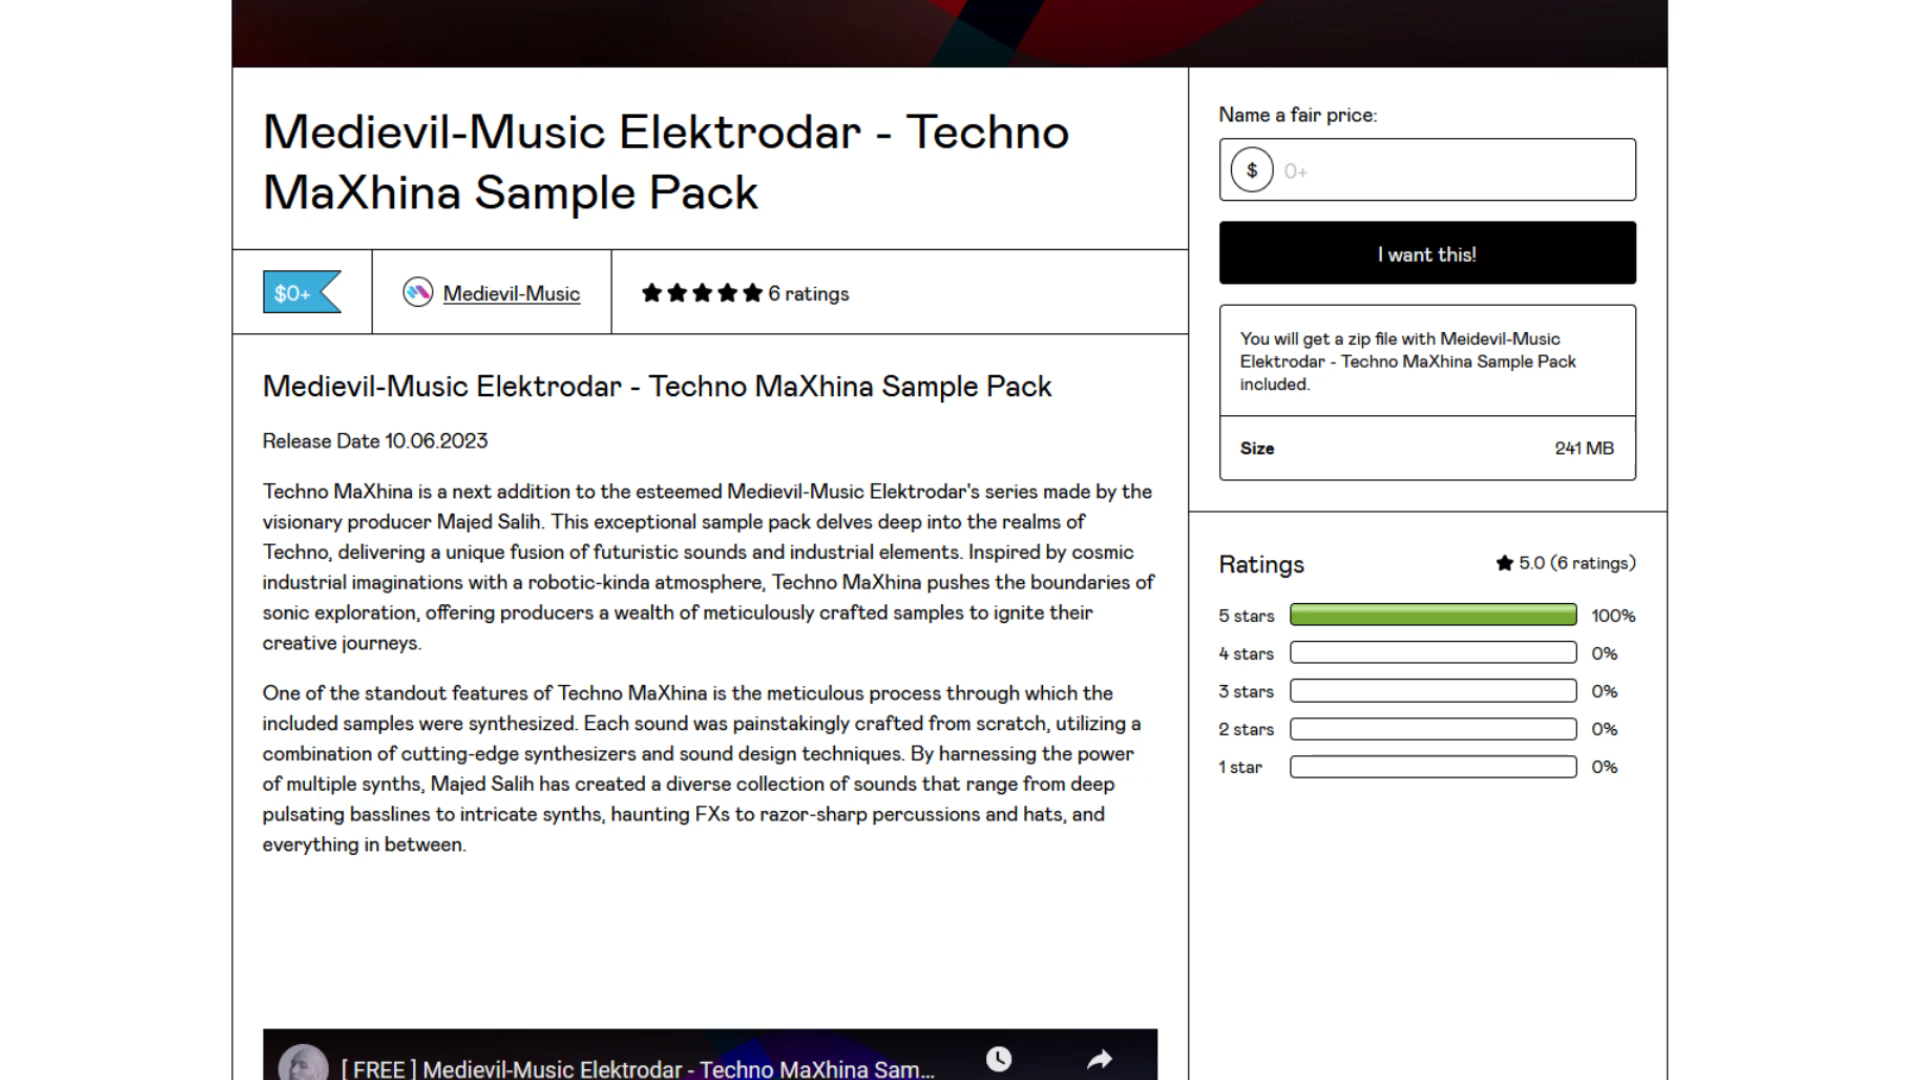 Medievil-Music Elektrodar - Techno
MaXhina Sample Pack
$0+
Medievil-Music
6 ratings
Medievil-Music Elektrodar - Techno MaXhina Sample Pack
Release Date 10.06.2023
Techno MaXhina is a next addition to the esteemed Medievil-Music Elektrodar's series made by the
visionary producer Majed Salih. This exceptional sample pack delves deep into the realms of
Techno, delivering a unique fusion of futuristic sounds and industrial elements. Inspired by cosmic
industrial imaginations with a robotic-kinda atmosphere, Techno MaXhina pushes the boundaries of
sonic exploration, offering producers a wealth of meticulously crafted samples to ignite their
creative journeys.
One of the standout features of Techno MaXhina is the meticulous process through which the
included samples were synthesized. Each sound was painstakingly crafted from scratch, utilizing a
combination of cutting-edge synthesizers and sound design techniques. By harnessing the power
of multiple synths, Majed Salih has created a diverse collection of sounds that range from deep
pulsating basslines to intricate synths, haunting FXs to razor-sharp percussions and hats, and
everything in between.
[ FREE ] Medievil-Music Elektrodar - Techno MaXhina Sam...
Name a fair price:
$ 0+
I want this!
You will get a zip file with Meidevil-Music
Elektrodar - Techno MaXhina Sample Pack
included.
Size 241 MB
Ratings 5.0 (6 ratings)
5 stars 100%
4 stars 0%
3 stars 0%
2 stars 0%
1 star 0%